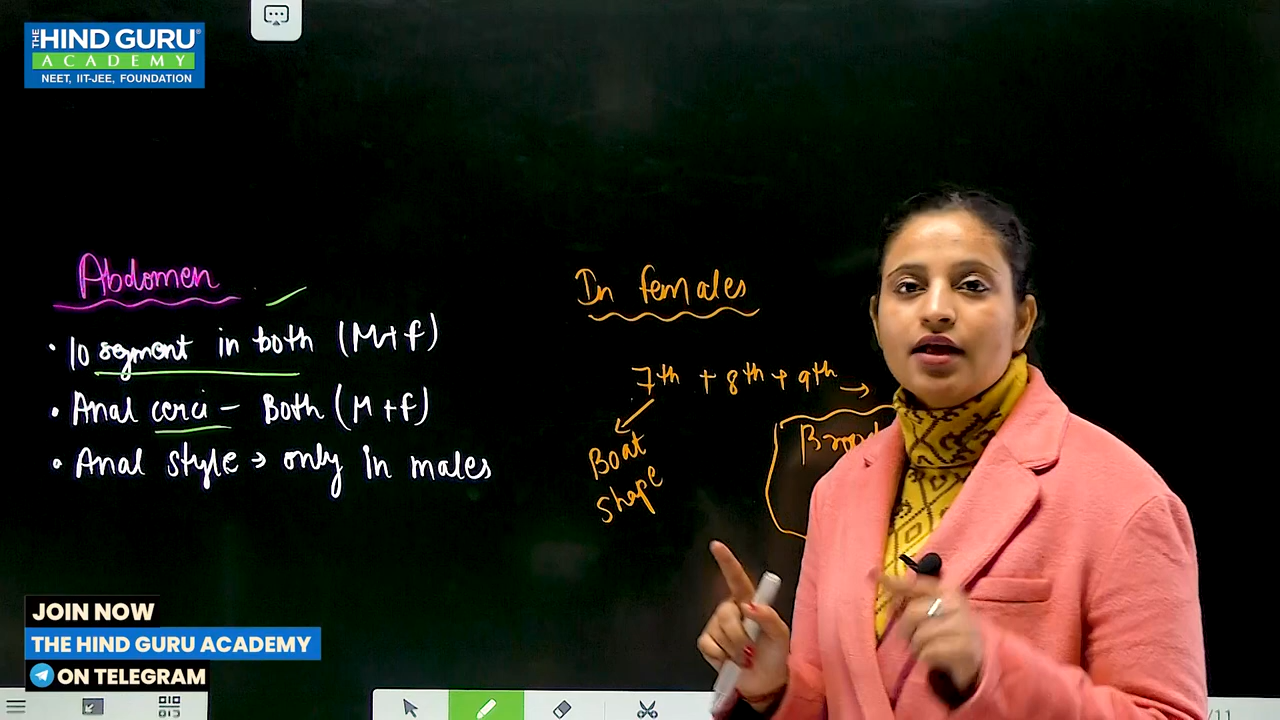 THE HIND GURU®
ACADEMY
NEET, IIT-JEE, FOUNDATION
Abdomen
• 10 segment in both (M+f)
• Anal cerci - Both (M+f)
• Anal style → only in males
In females
7th + 8th + 9th →
Boat
shape
JOIN NOW
THE HIND GURU ACADEMY
ON TELEGRAM
/11